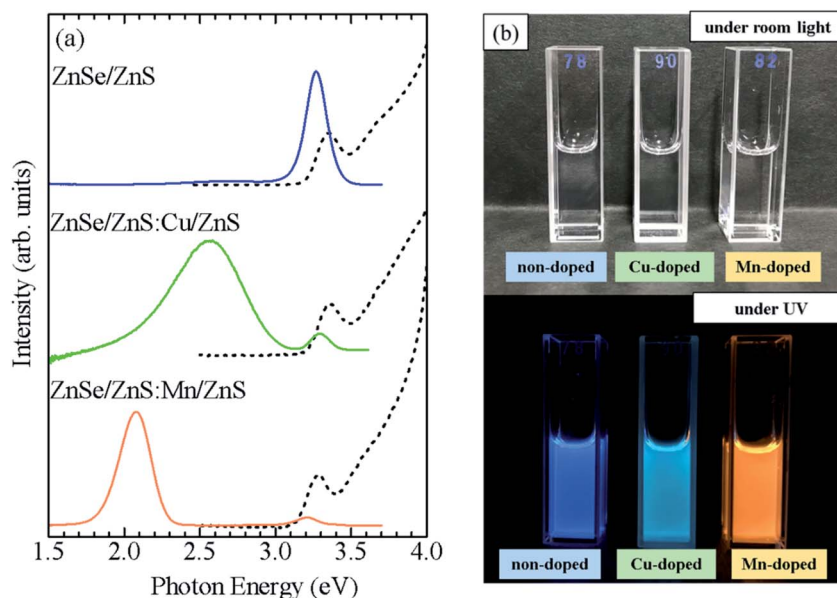 (a)
ZnSe/ZnS
ZnSe/ZnS:Cu/ZnS
ZnSe/ZnS:Mn/ZnS
Intensity (arb. units)
1.5 2.0 2.5 3.0 3.5 4.0
Photon Energy (eV)
(b)
under room light
78 90 82
non-doped Cu-doped Mn-doped
under UV
non-doped Cu-doped Mn-doped